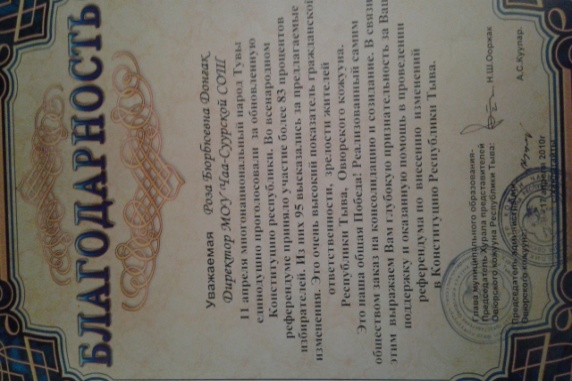 БЛАГОДАРНОСТЬ
Уважаемая Роза Бюрбюевна Донгак,
Директор МОУ Чаа-Суурской СОШ
11 апреля многонациональный народ Тувы
единодушно проголосовали за обновленную
Конституцию республики. Во всенародном
референдуме приняло участие более 83 процентов
избирателей. Из них 95 высказались за предлагаемые
изменения. Это очень высокий показатель гражданской
ответственности, зрелости жителей
Республики Тыва, Овюрского кожууна.
Это наша общая Победа! Реализованный самим
обществом заказ на консолидацию и созидание. В связи
этим выражаем Вам глубокую признательность за Ваш
поддержку и оказанную помощь в проведении
референдума по внесению изменений
в Конституцию Республики Тыва.
Глава муниципального образования-
Председатель Хурала представителей
Овюрского кожууна Республики Тыва: Н.Ш.Ооржак
Председатель администрации
Овюрского кожууна: А.С.Куулар.
апреля 2010г